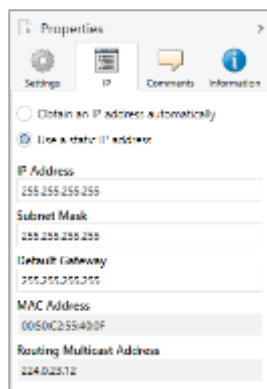 Properties
Settings
IP
Comments
Information
Obtain an IP address automatically
Use a static IP address
IP Address
255.255.255.255
Subnet Mask
255.255.255.255
Default Gateway
255.255.255.255
MAC Address
Routing Multicast Address
224.0.23.12